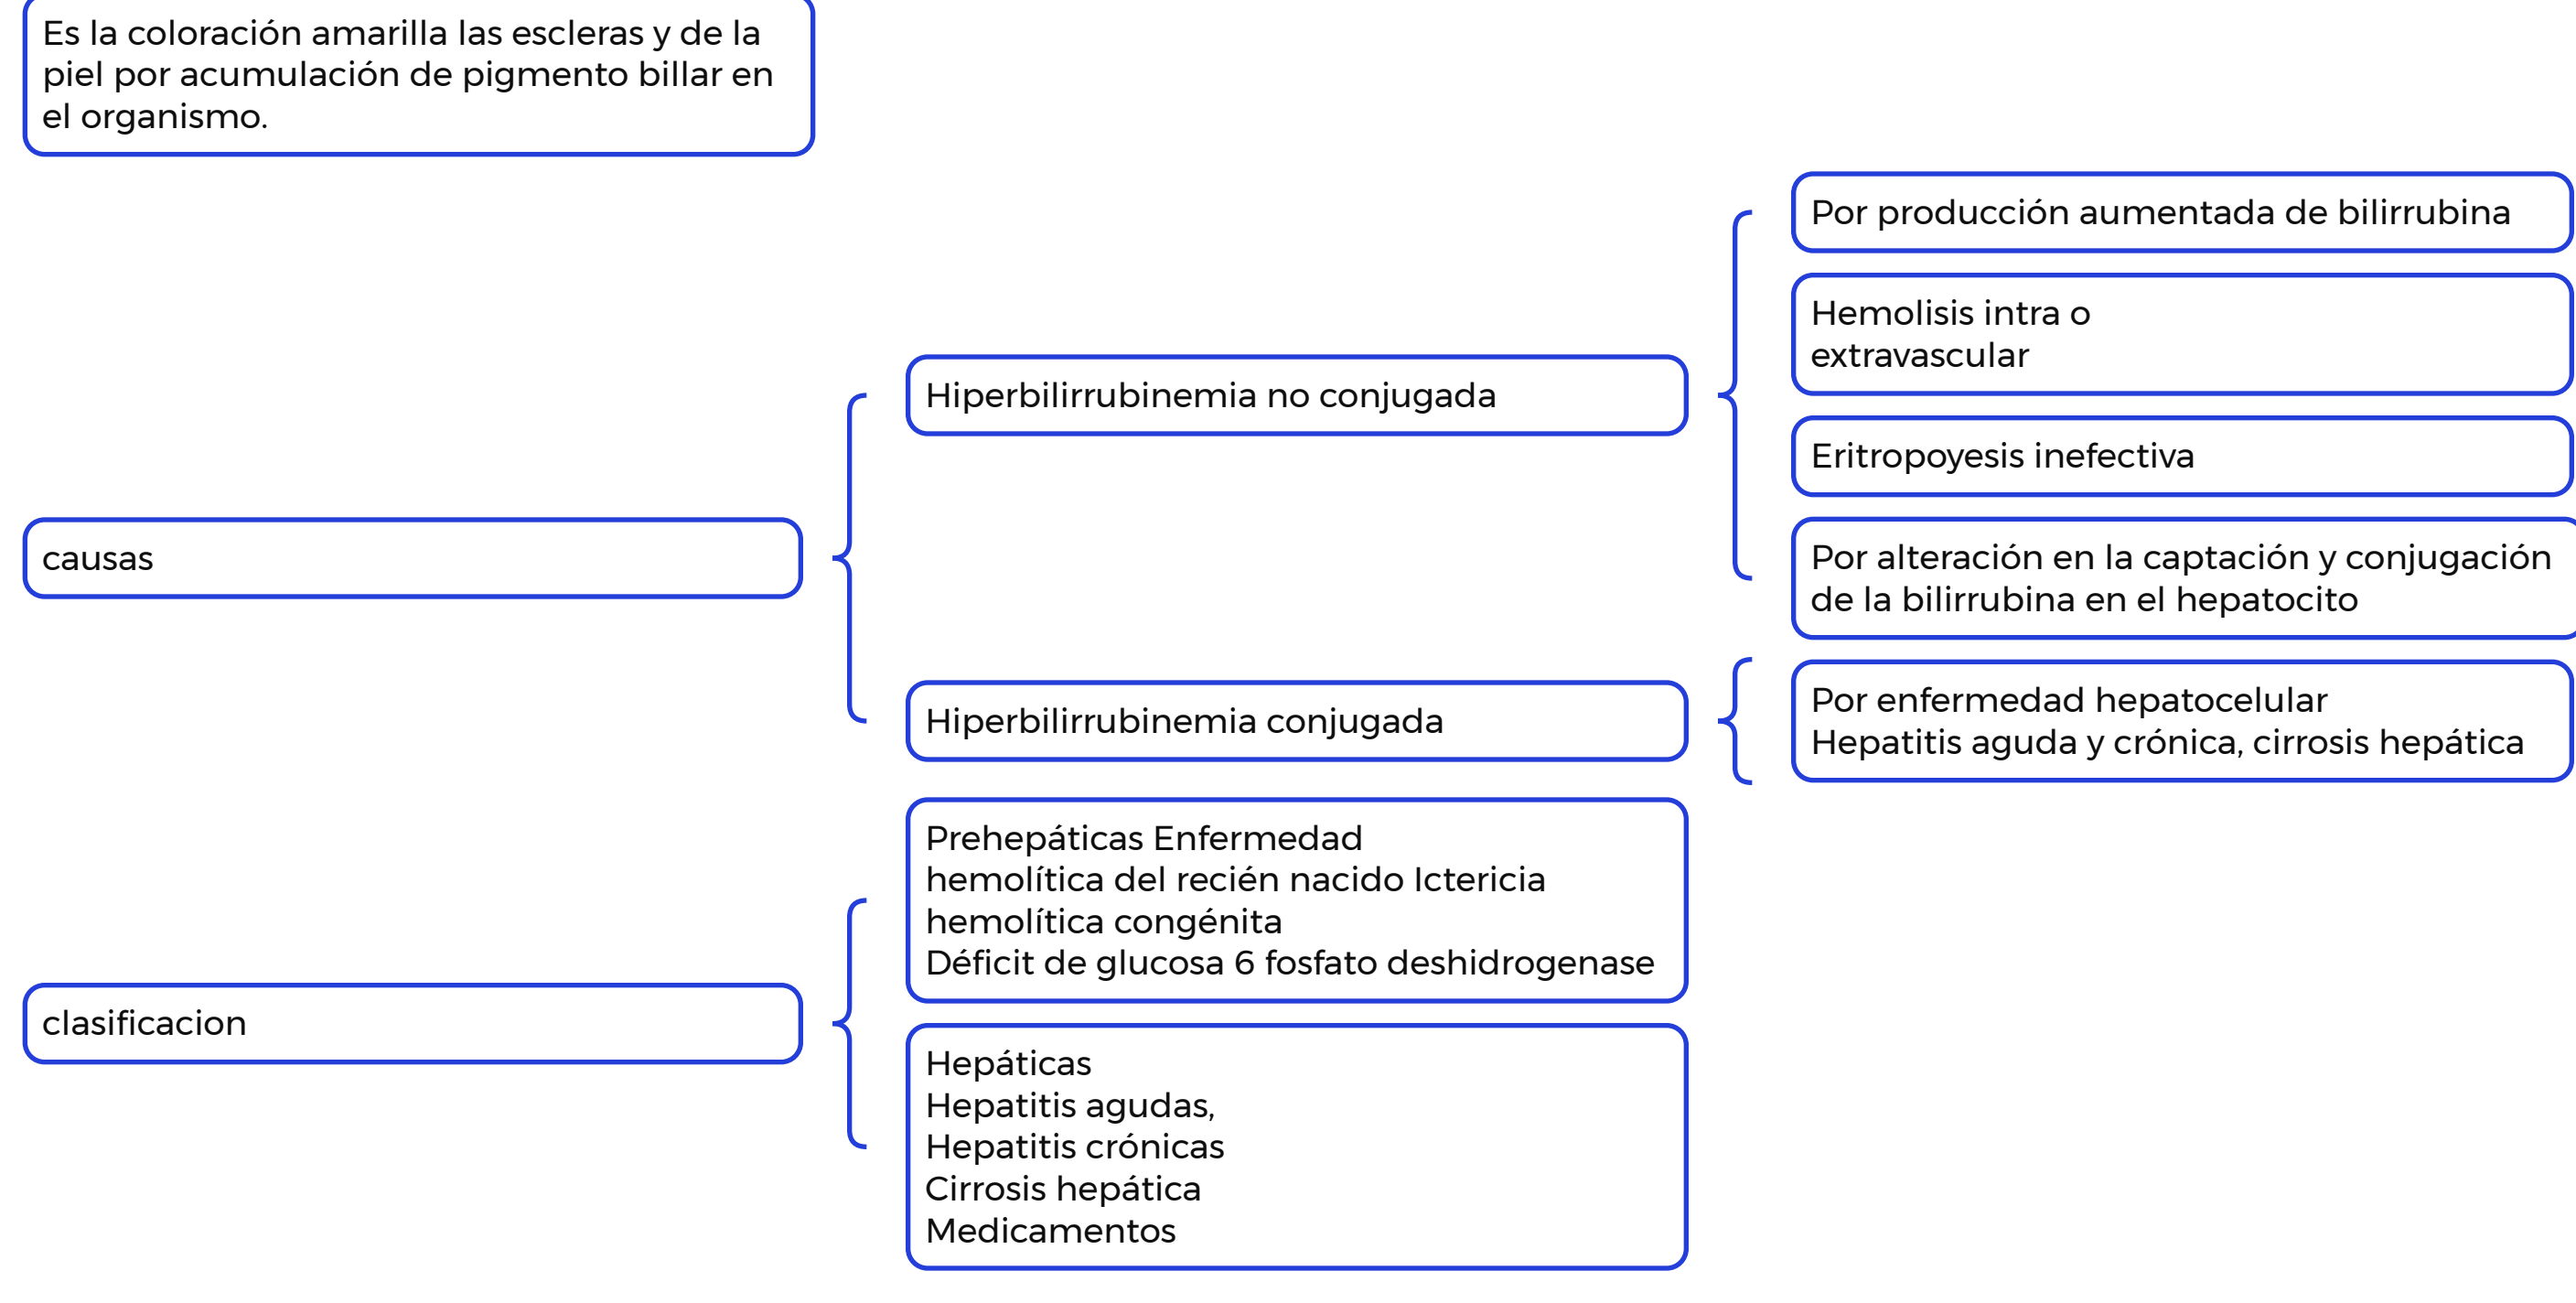 Es la coloración amarilla las escleras y de la
piel por acumulación de pigmento billar en
el organismo.
causas
Hiperbilirrubinemia no conjugada
Por producción aumentada de bilirrubina
Hemolisis intra o
extravascular
Eritropoyesis inefectiva
Por alteración en la captación y conjugación
de la bilirrubina en el hepatocito
Hiperbilirrubinemia conjugada
Por enfermedad hepatocelular
Hepatitis aguda y crónica, cirrosis hepática
clasificacion
Prehepáticas Enfermedad
hemolítica del recién nacido Ictericia
hemolítica congénita
Déficit de glucosa 6 fosfato deshidrogenase
Hepáticas
Hepatitis agudas,
Hepatitis crónicas
Cirrosis hepática
Medicamentos